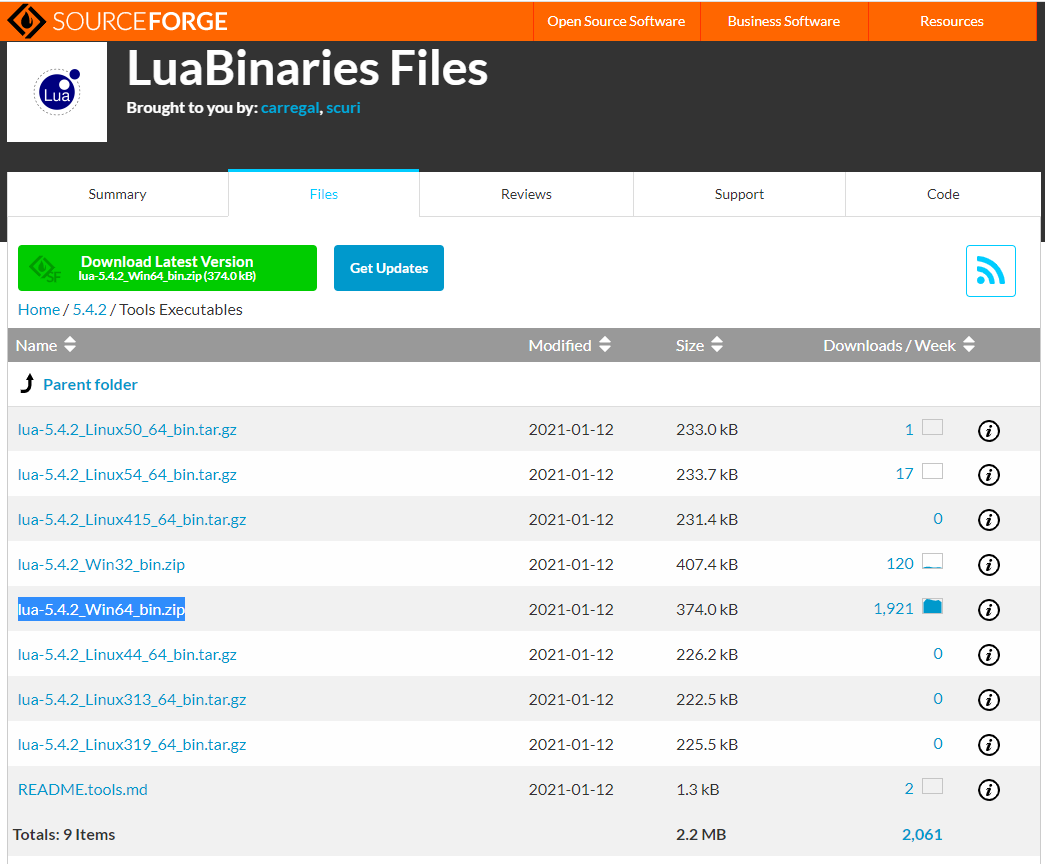 SOURCEFORGE Open Source Software Business Software Resources
Lua
LuaBinaries Files
Brought to you by: carregal, scuri
Summary Files Reviews Support Code
Download Latest Version
lua-5.4.2_Win64_bin.zip (374.0 kB)
SF
Get Updates
Home / 5.4.2 / Tools Executables
Name Modified Size Downloads / Week
Parent folder
lua-5.4.2_Linux50_64_bin.tar.gz 2021-01-12 233.0 kB 1 i
lua-5.4.2_Linux54_64_bin.tar.gz 2021-01-12 233.7 kB 17 i
lua-5.4.2_Linux415_64_bin.tar.gz 2021-01-12 231.4 kB 0 i
lua-5.4.2_Win32_bin.zip 2021-01-12 407.4 kB 120 i
lua-5.4.2_Win64_bin.zip 2021-01-12 374.0 kB 1,921 i
lua-5.4.2_Linux44_64_bin.tar.gz 2021-01-12 226.2 kB 0 i
lua-5.4.2_Linux313_64_bin.tar.gz 2021-01-12 222.5 kB 0 i
lua-5.4.2_Linux319_64_bin.tar.gz 2021-01-12 225.5 kB 0 i
README.tools.md 2021-01-12 1.3 kB 2 i
Totals: 9 Items 2.2 MB 2,061